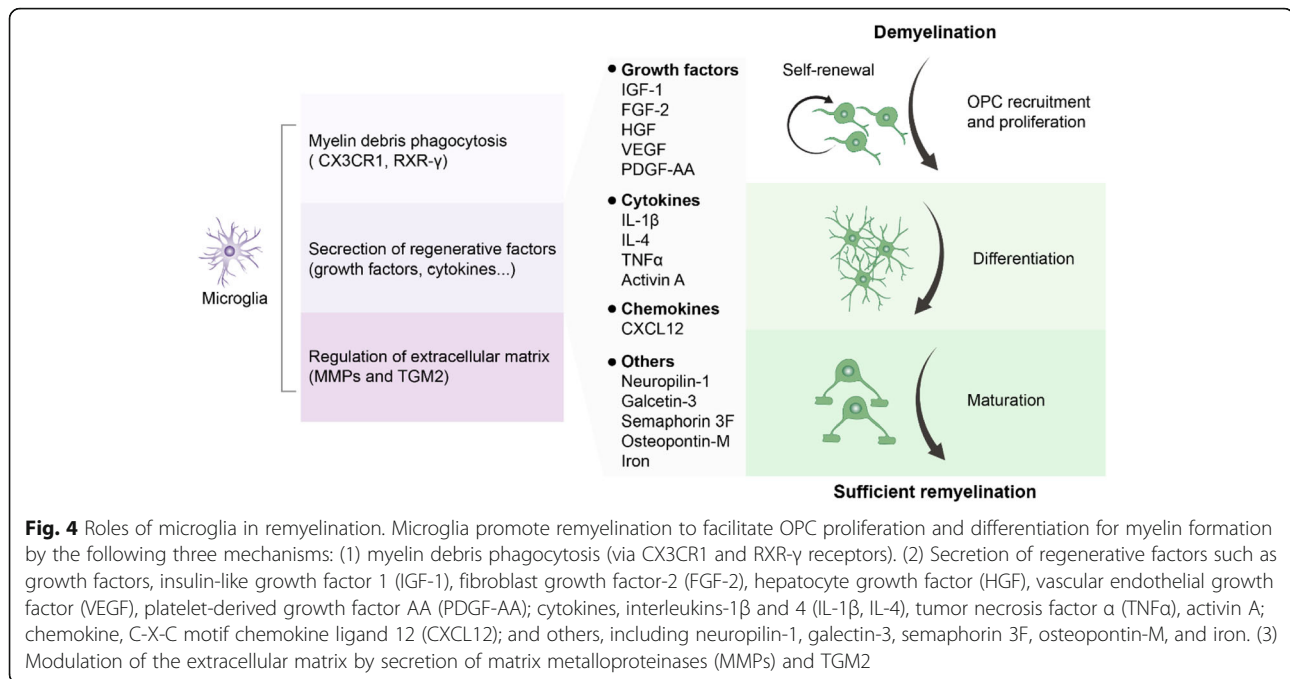 Demyelination
Self-renewal
OPC recruitment
and proliferation
Myelin debris phagocytosis
( CX3CR1, RXR-γ)
Secretion of regenerative factors
(growth factors, cytokines...)
Microglia
Regulation of extracellular matrix
(MMPs and TGM2)
● Growth factors
IGF-1
FGF-2
HGF
VEGF
PDGF-AA
● Cytokines
IL-1β
IL-4
TNFα
Activin A
● Chemokines
CXCL12
● Others
Neuropilin-1
Galcetin-3
Semaphorin 3F
Osteopontin-M
Iron
Differentiation
Maturation
Sufficient remyelination
Fig. 4 Roles of microglia in remyelination. Microglia promote remyelination to facilitate OPC proliferation and differentiation for myelin formation
by the following three mechanisms: (1) myelin debris phagocytosis (via CX3CR1 and RXR-γ receptors). (2) Secretion of regenerative factors such as
growth factors, insulin-like growth factor 1 (IGF-1), fibroblast growth factor-2 (FGF-2), hepatocyte growth factor (HGF), vascular endothelial growth
factor (VEGF), platelet-derived growth factor AA (PDGF-AA); cytokines, interleukins-1β and 4 (IL-1β, IL-4), tumor necrosis factor α (TNFα), activin A;
chemokine, C-X-C motif chemokine ligand 12 (CXCL12); and others, including neuropilin-1, galectin-3, semaphorin 3F, osteopontin-M, and iron. (3)
Modulation of the extracellular matrix by secretion of matrix metalloproteinases (MMPs) and TGM2